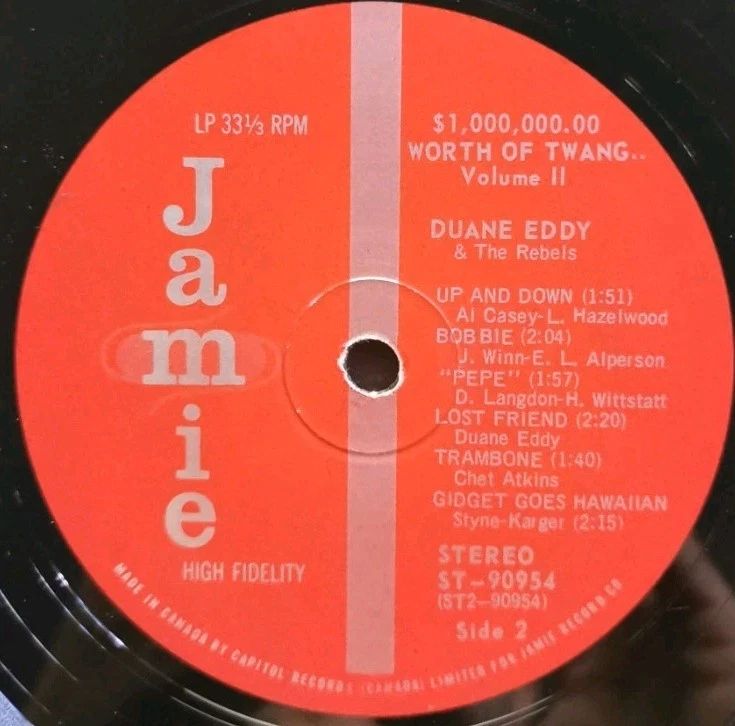 LP 33⅓ RPM
Jamie
HIGH FIDELITY
$1,000,000.00
WORTH OF TWANG..
Volume II
DUANE EDDY
& The Rebels
UP AND DOWN (1:51)
Al Casey-L. Hazelwood
BOBBIE (2:04)
J. Winn-E. L. Alperson
"PEPE" (1:57)
D. Langdon-H. Wittstatt
LOST FRIEND (2:20)
Duane Eddy
TRAMBONE (1:40)
Chet Atkins
GIDGET GOES HAWAIIAN
Styne-Karger (2:15)
STEREO
ST-90954
(ST2-90954)
Side 2
MADE IN CANADA BY CAPITOL RECORDS (CANADA) LIMITED FOR JAMIE RECORD CO